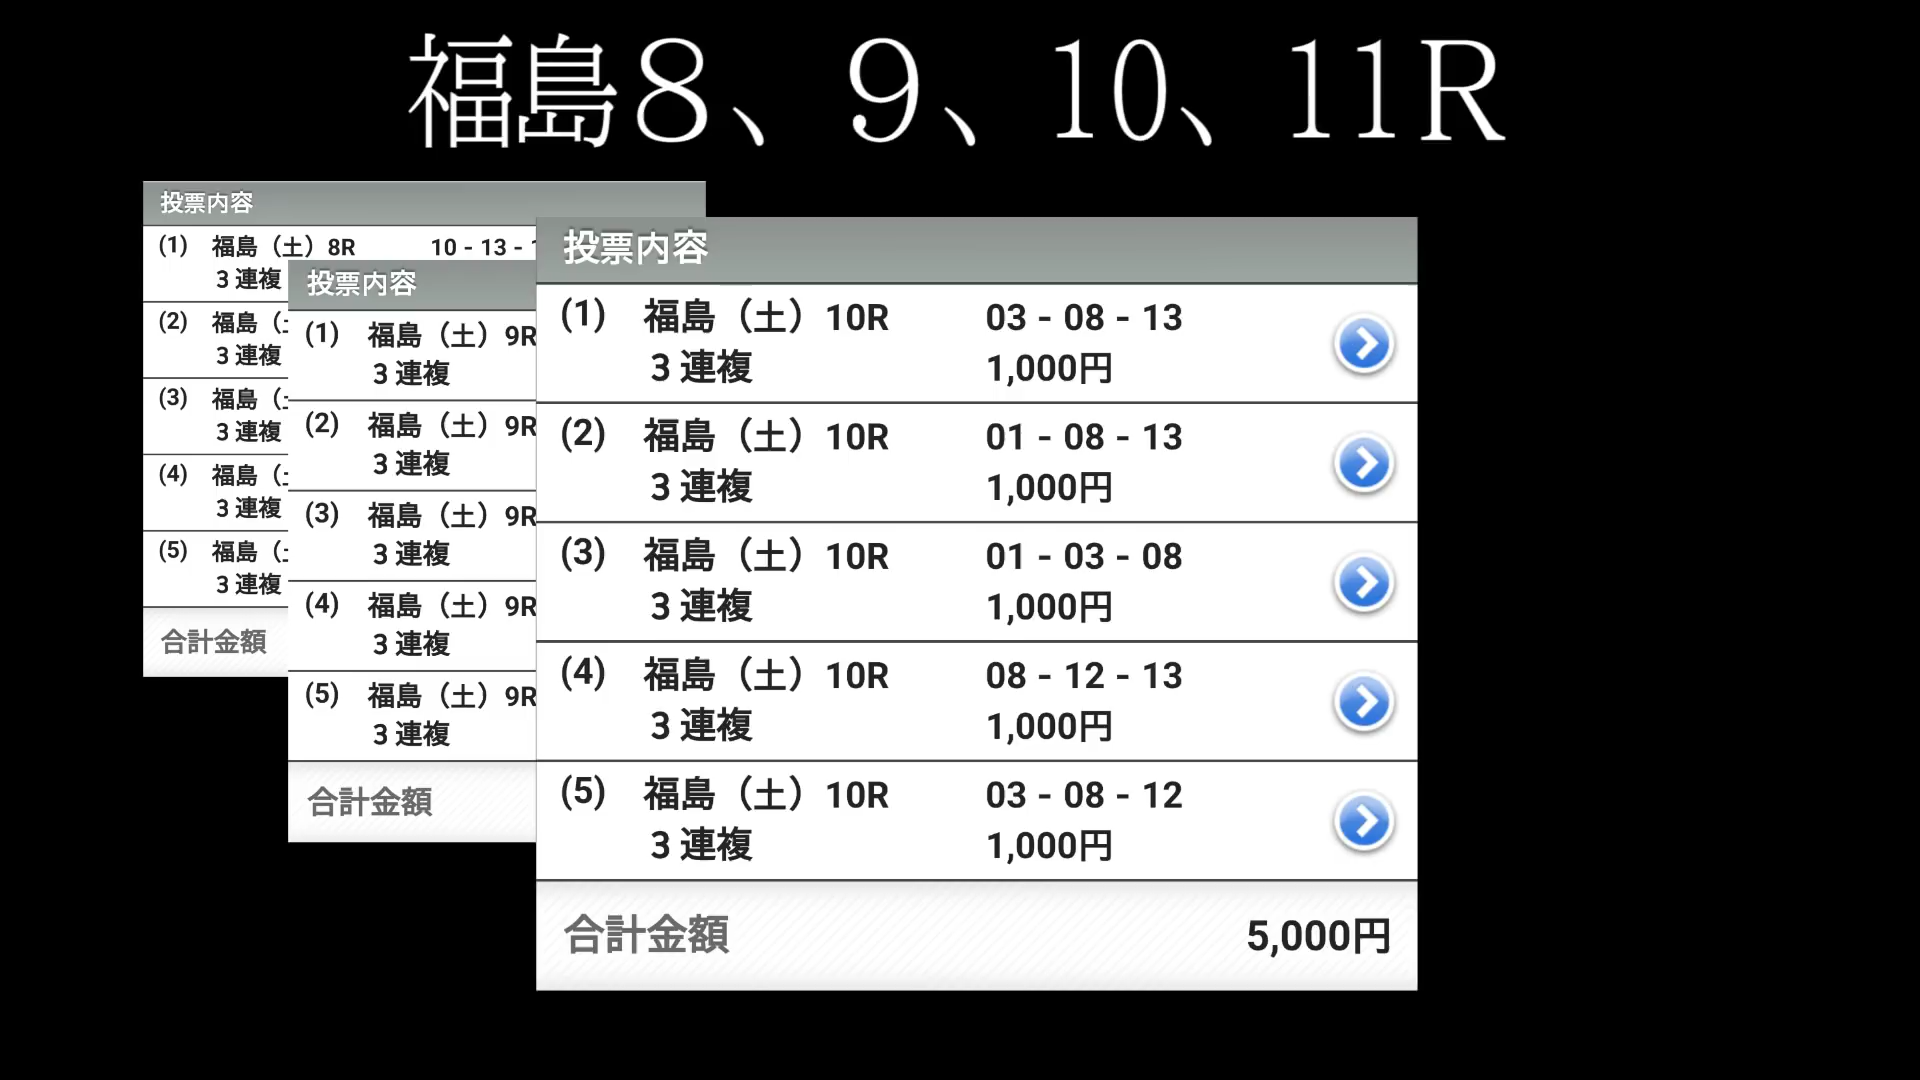 福島８、９、10、11Ｒ
投票内容
(1) 福島（土）8R 10 - 13 -
３連複
(2) 福島（
３連複
(3) 福島（
３連複
(4) 福島（
３連複
(5) 福島（
３連複
合計金額
投票内容
(1) 福島（土）9R
３連複
(2) 福島（土）9R
３連複
(3) 福島（土）9R
３連複
(4) 福島（土）9R
３連複
(5) 福島（土）9R
３連複
合計金額
投票内容
(1) 福島（土）10R 03 - 08 - 13
３連複 1,000円
(2) 福島（土）10R 01 - 08 - 13
３連複 1,000円
(3) 福島（土）10R 01 - 03 - 08
３連複 1,000円
(4) 福島（土）10R 08 - 12 - 13
３連複 1,000円
(5) 福島（土）10R 03 - 08 - 12
３連複 1,000円
合計金額 5,000円